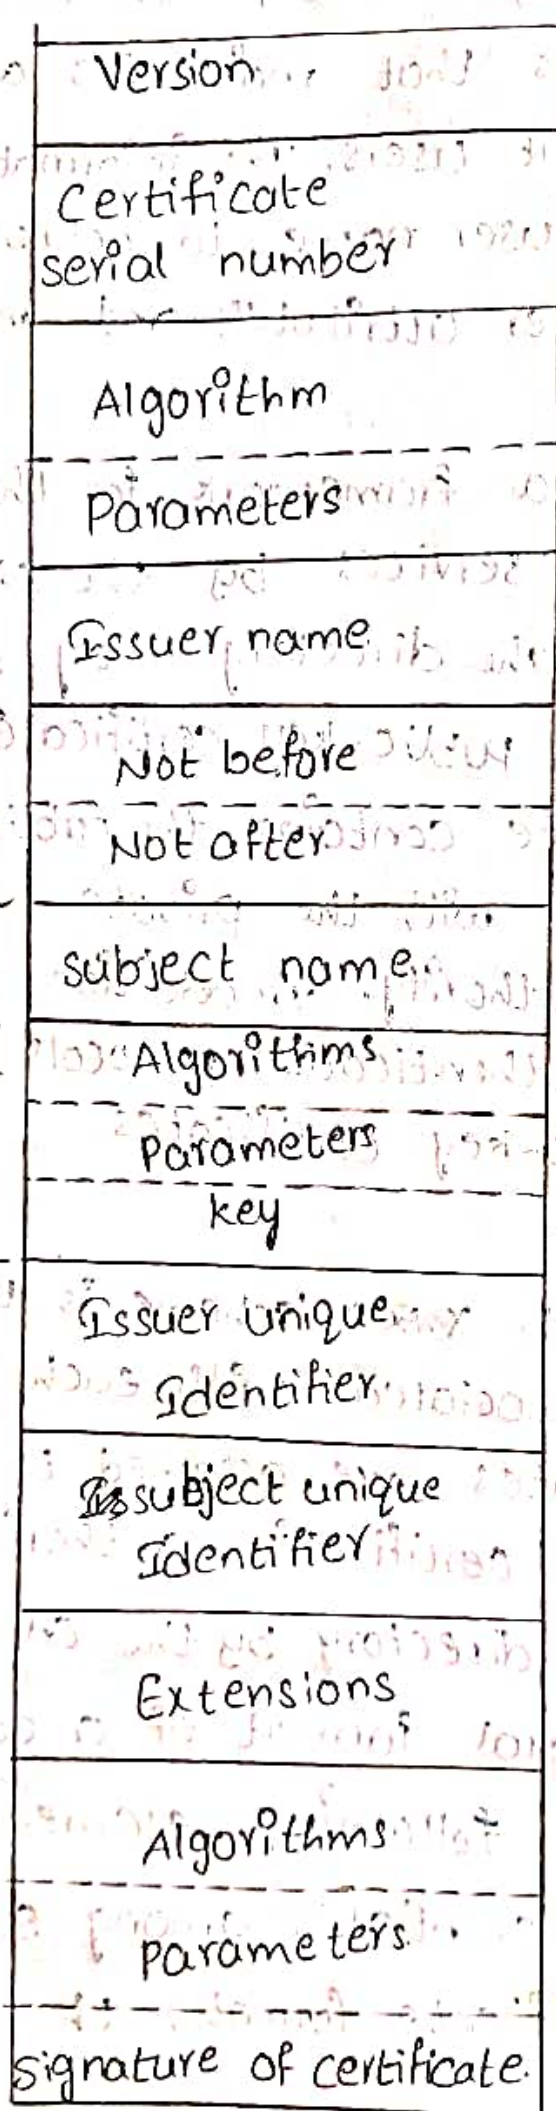 Version
Certificate
serial number
Algorithm
Parameters
Issuer name
Not before
Not after
subject name
Algorithms
Parameters
key
Issuer unique
Identifier
subject unique
Identifier
Extensions
Algorithms
Parameters
signature of certificate.